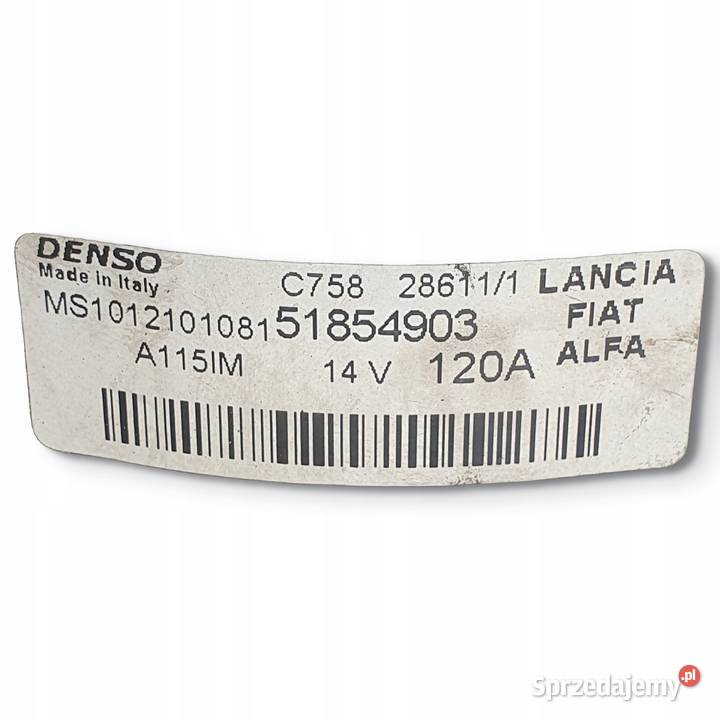 DENSO
Made in Italy
C758 28611/1 LANCIA
MS1012101081 51854903 FIAT
A115IM 14 V 120A ALFA
Sprzedajemy.pl